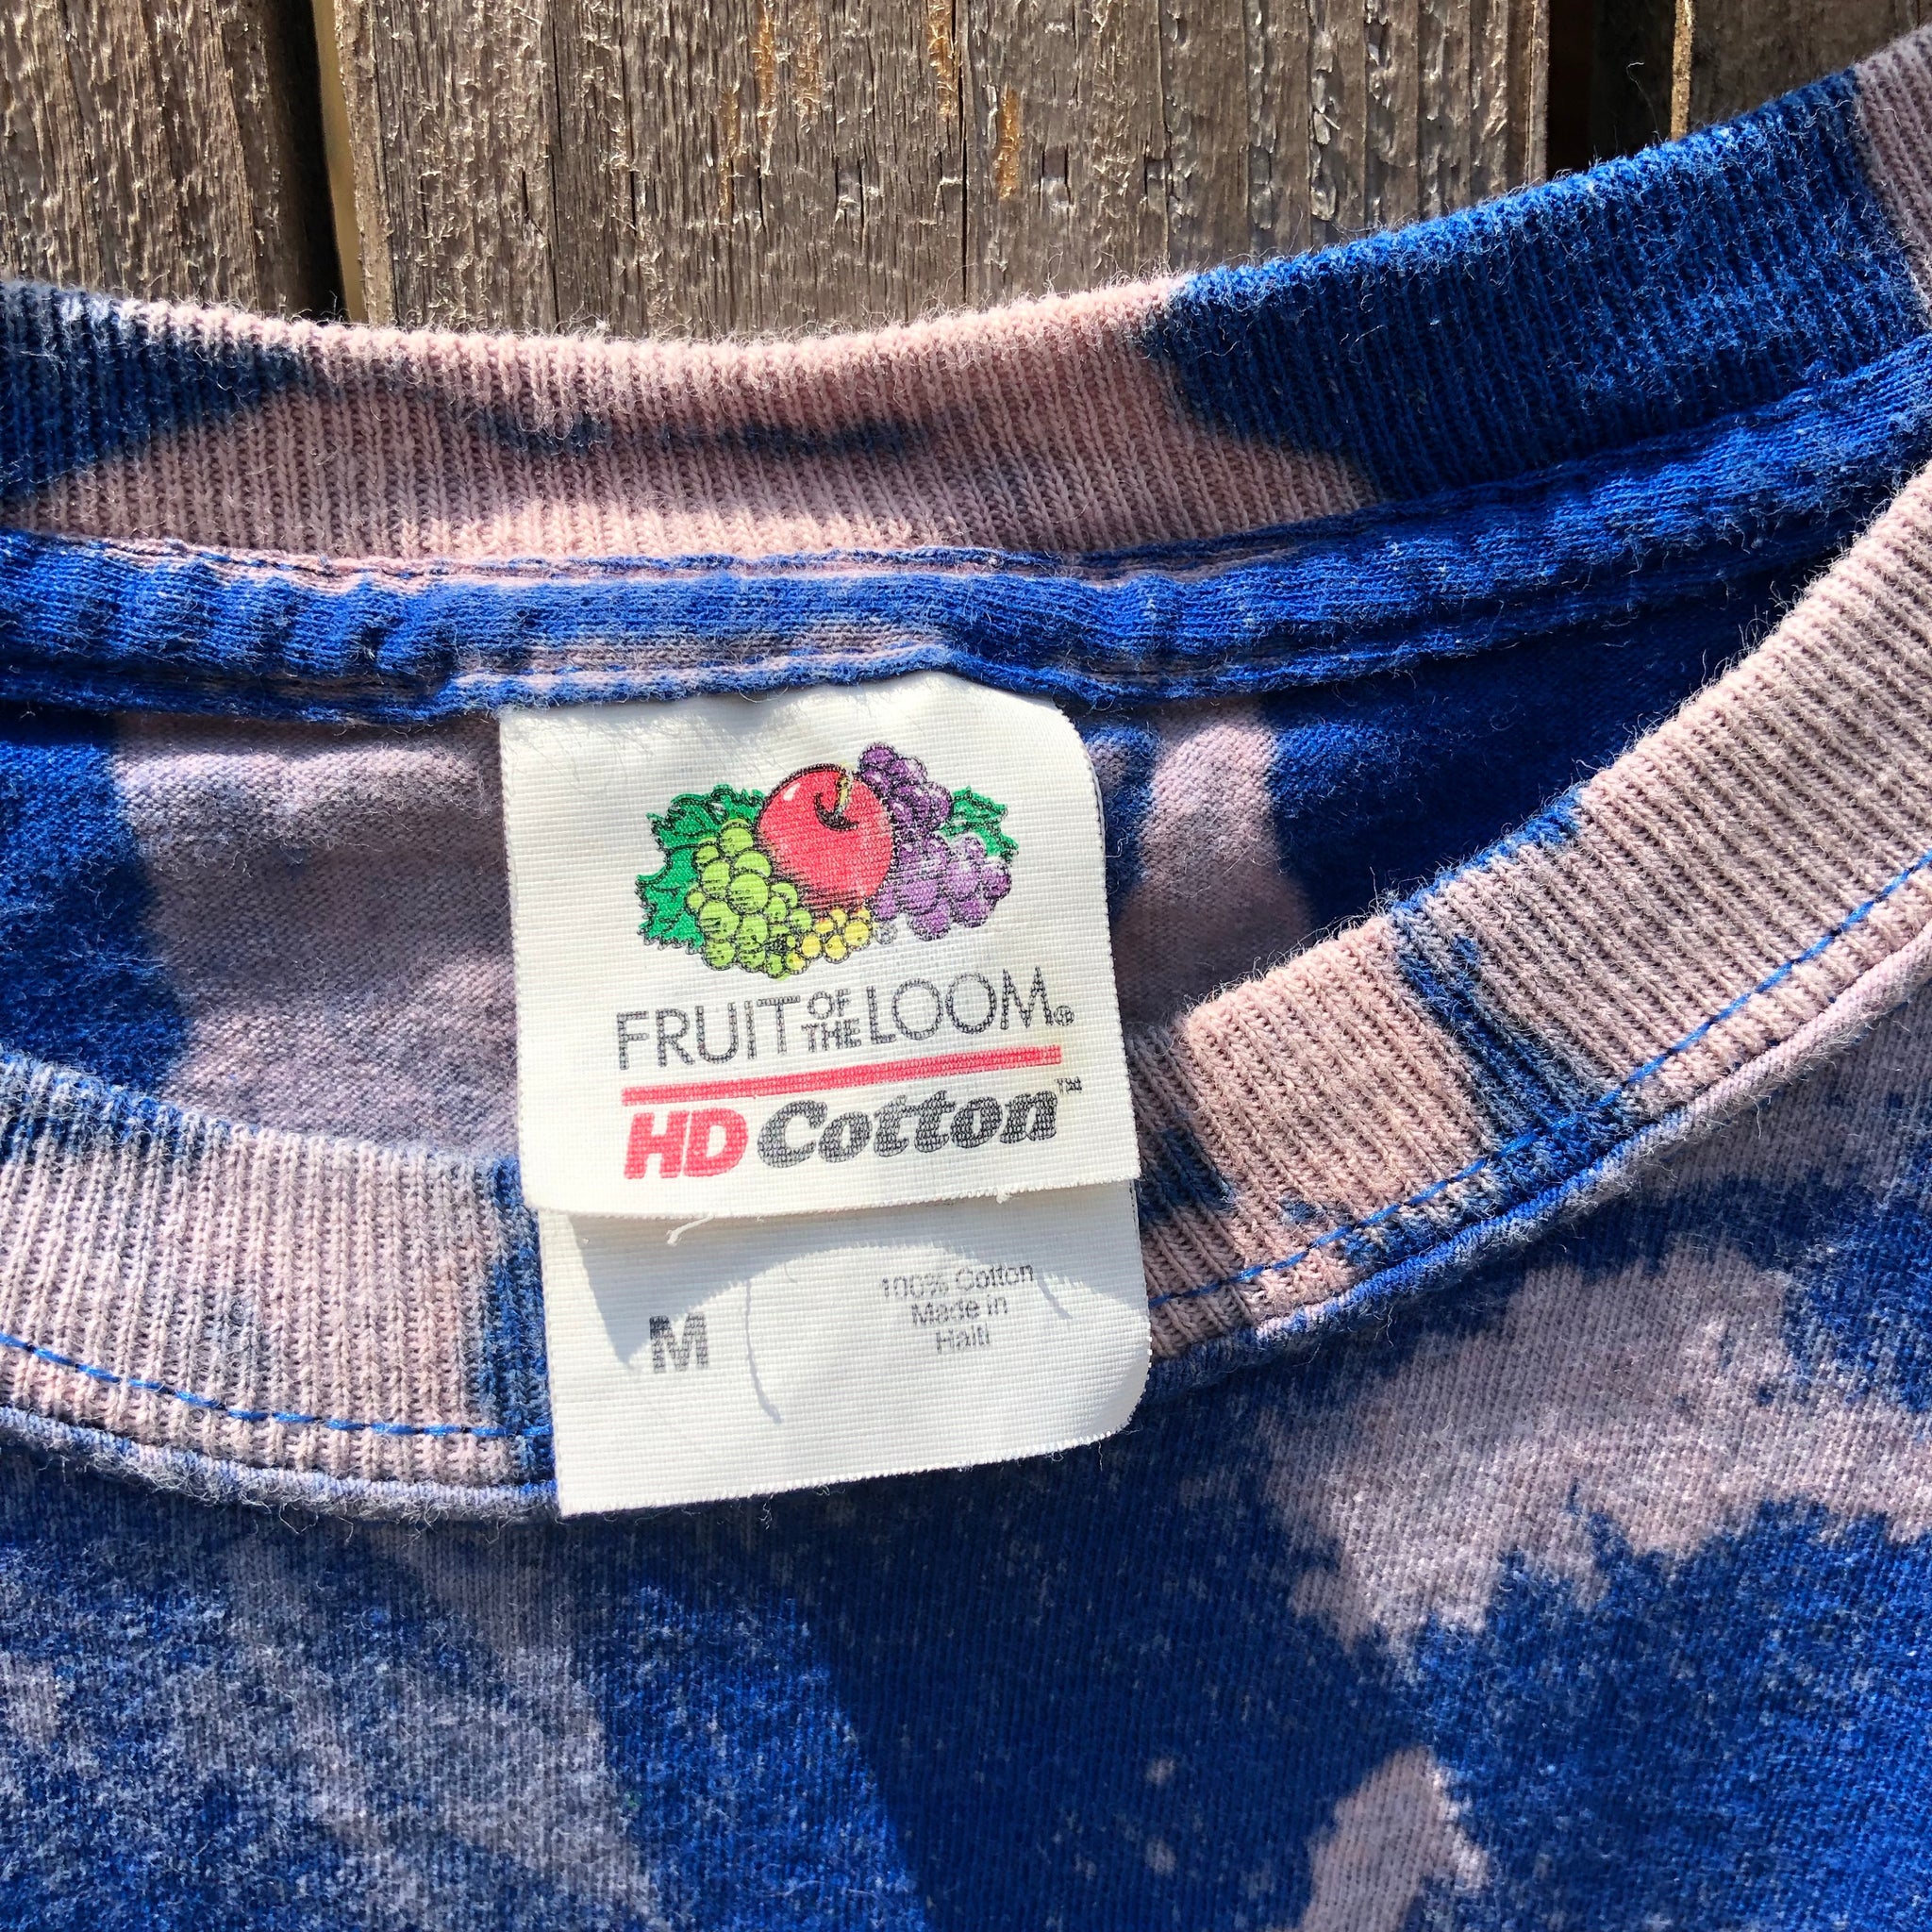 FRUIT OF THE LOOM®
HD Cotton™
M
100% Cotton
Made in
Haiti